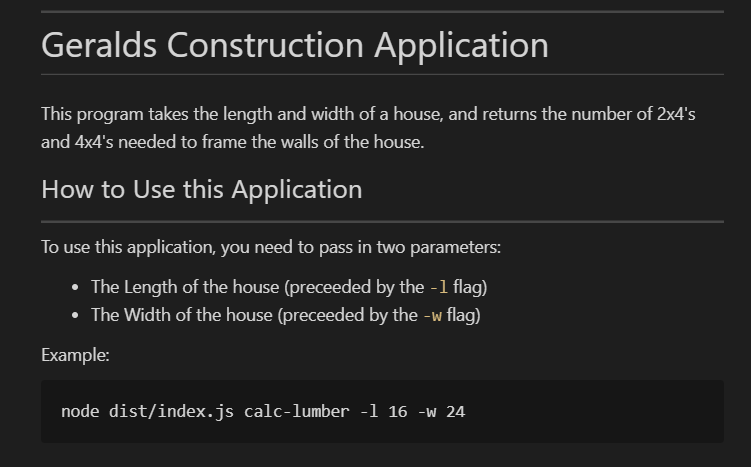 Geralds Construction Application
This program takes the length and width of a house, and returns the number of 2x4's
and 4x4's needed to frame the walls of the house.
How to Use this Application
To use this application, you need to pass in two parameters:
• The Length of the house (preceeded by the -l flag)
• The Width of the house (preceeded by the -w flag)
Example:
node dist/index.js calc-lumber -l 16 -w 24